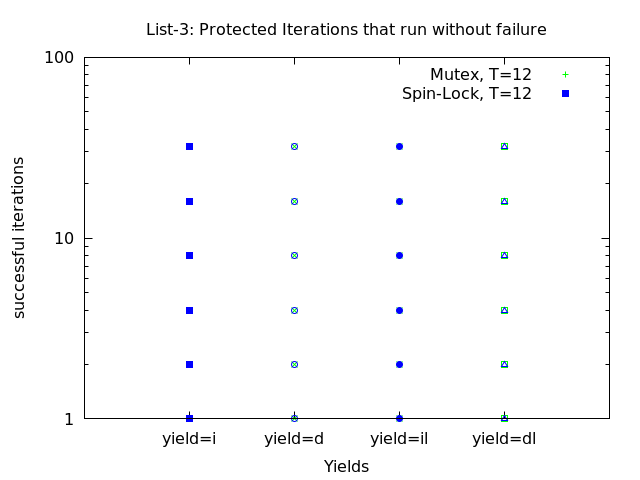 List-3: Protected Iterations that run without failure
100
Mutex, T=12
Spin-Lock, T=12
successful iterations
10
1
yield=i yield=d yield=il yield=dl
Yields